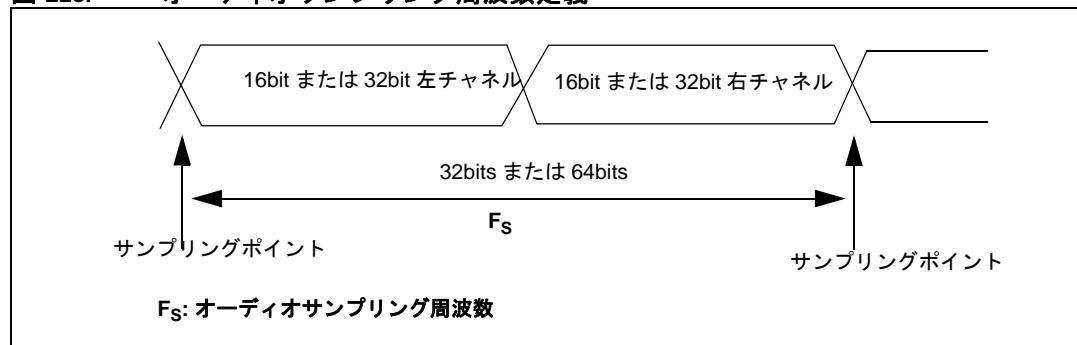 16bit または 32bit 左チャネル
16bit または 32bit 右チャネル
32bits または 64bits
FS
サンプリングポイント
サンプリングポイント
FS: オーディオサンプリング周波数